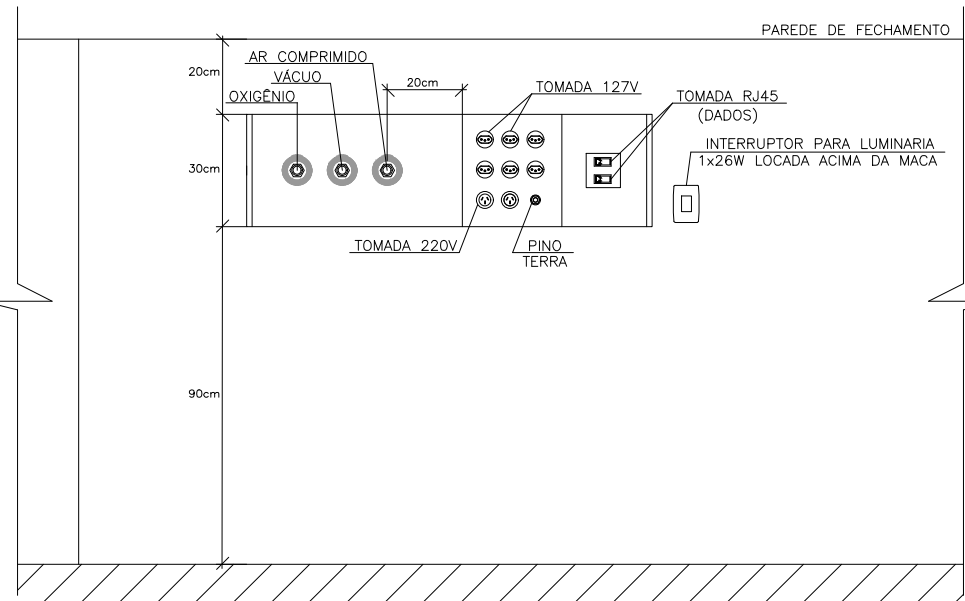 PAREDE DE FECHAMENTO
20cm
AR COMPRIMIDO
VÁCUO
OXIGÊNIO
20cm
TOMADA 127V
TOMADA RJ45
(DADOS)
INTERRUPTOR PARA LUMINARIA
1x26W LOCADA ACIMA DA MACA
30cm
TOMADA 220V
PINO
TERRA
90cm